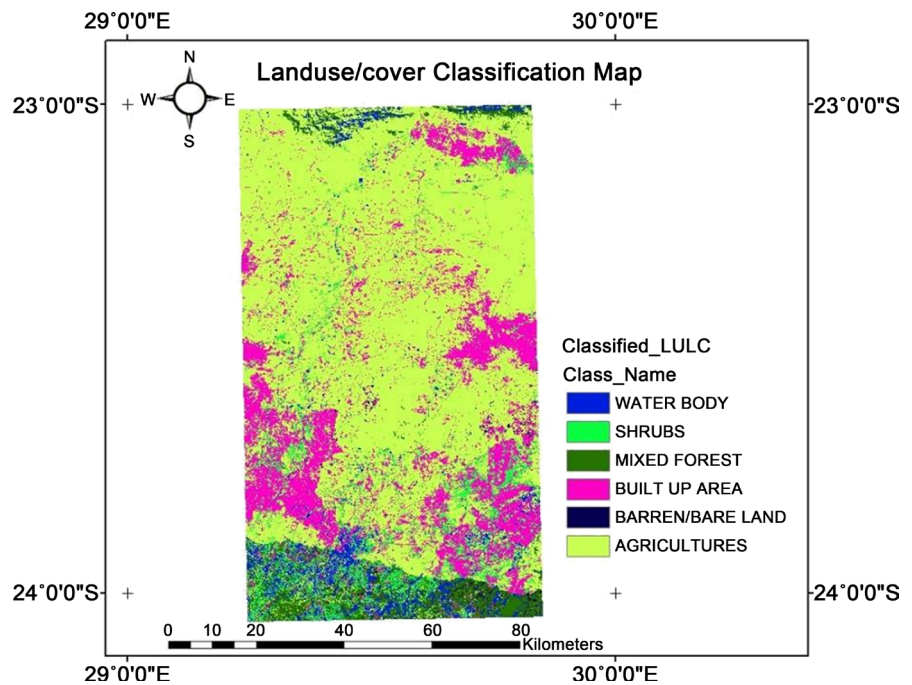 29°0'0"E 30°0'0"E
Landuse/cover Classification Map
N
W E
S
23°0'0"S 23°0'0"S
Classified_LULC
Class_Name
WATER BODY
SHRUBS
MIXED FOREST
BUILT UP AREA
BARREN/BARE LAND
AGRICULTURES
24°0'0"S 24°0'0"S
0 10 20 40 60 80
Kilometers
29°0'0"E 30°0'0"E